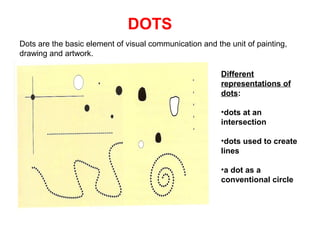 DOTS
Dots are the basic element of visual communication and the unit of painting,
drawing and artwork.
Different
representations of
dots:
•dots at an
intersection
•dots used to create
lines
•a dot as a
conventional circle